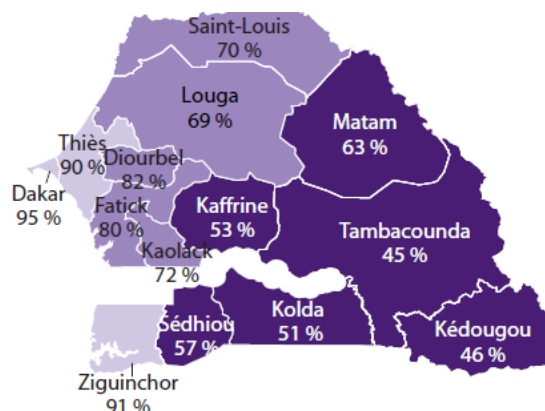 Saint-Louis
70 %
Louga
69 %
Matam
63 %
Thiès
90 %
Diourbel
82 %
Dakar
95 %
Fatick
80 %
Kaffrine
53 %
Tambacounda
45 %
Kaolack
72 %
Sédhiou
57 %
Kolda
51 %
Kédougou
46 %
Ziguinchor
91 %